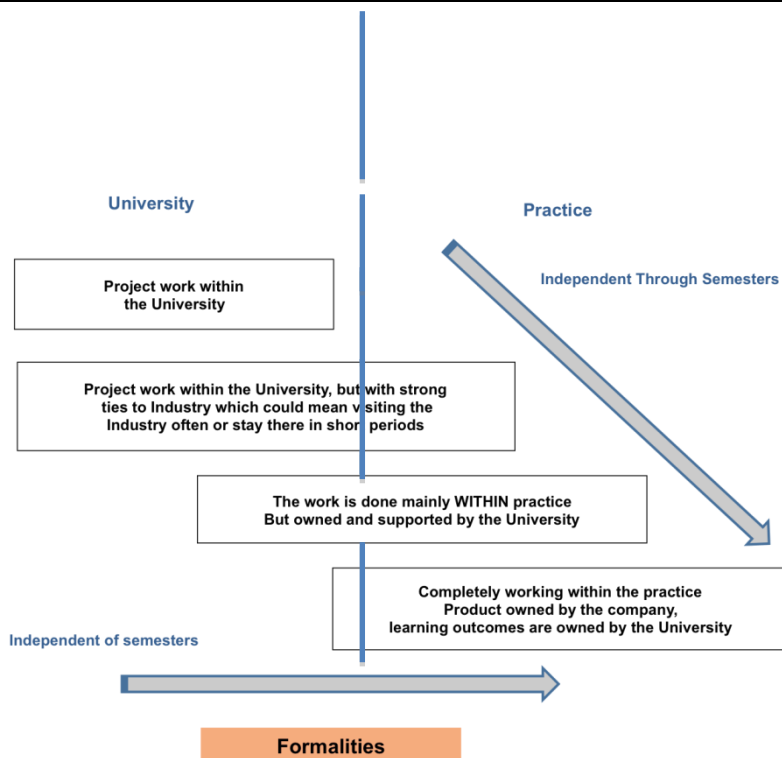 University
Practice
Independent Through Semesters
Project work within
the University
Project work within the University, but with strong
ties to Industry which could mean visiting the
Industry often or stay there in short periods
The work is done mainly WITHIN practice
But owned and supported by the University
Completely working within the practice
Product owned by the company,
learning outcomes are owned by the University
Independent of semesters
Formalities